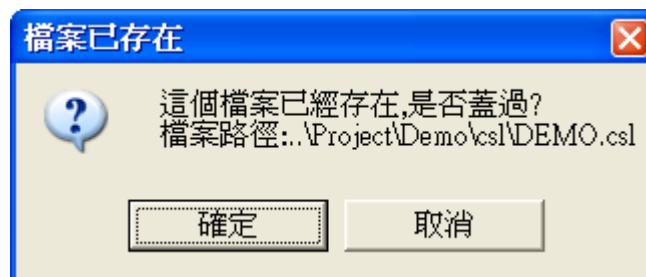 檔案已存在
這個檔案已經存在,是否蓋過?
檔案路徑:..\Project\Demo\csl\DEMO.csl
確定
取消